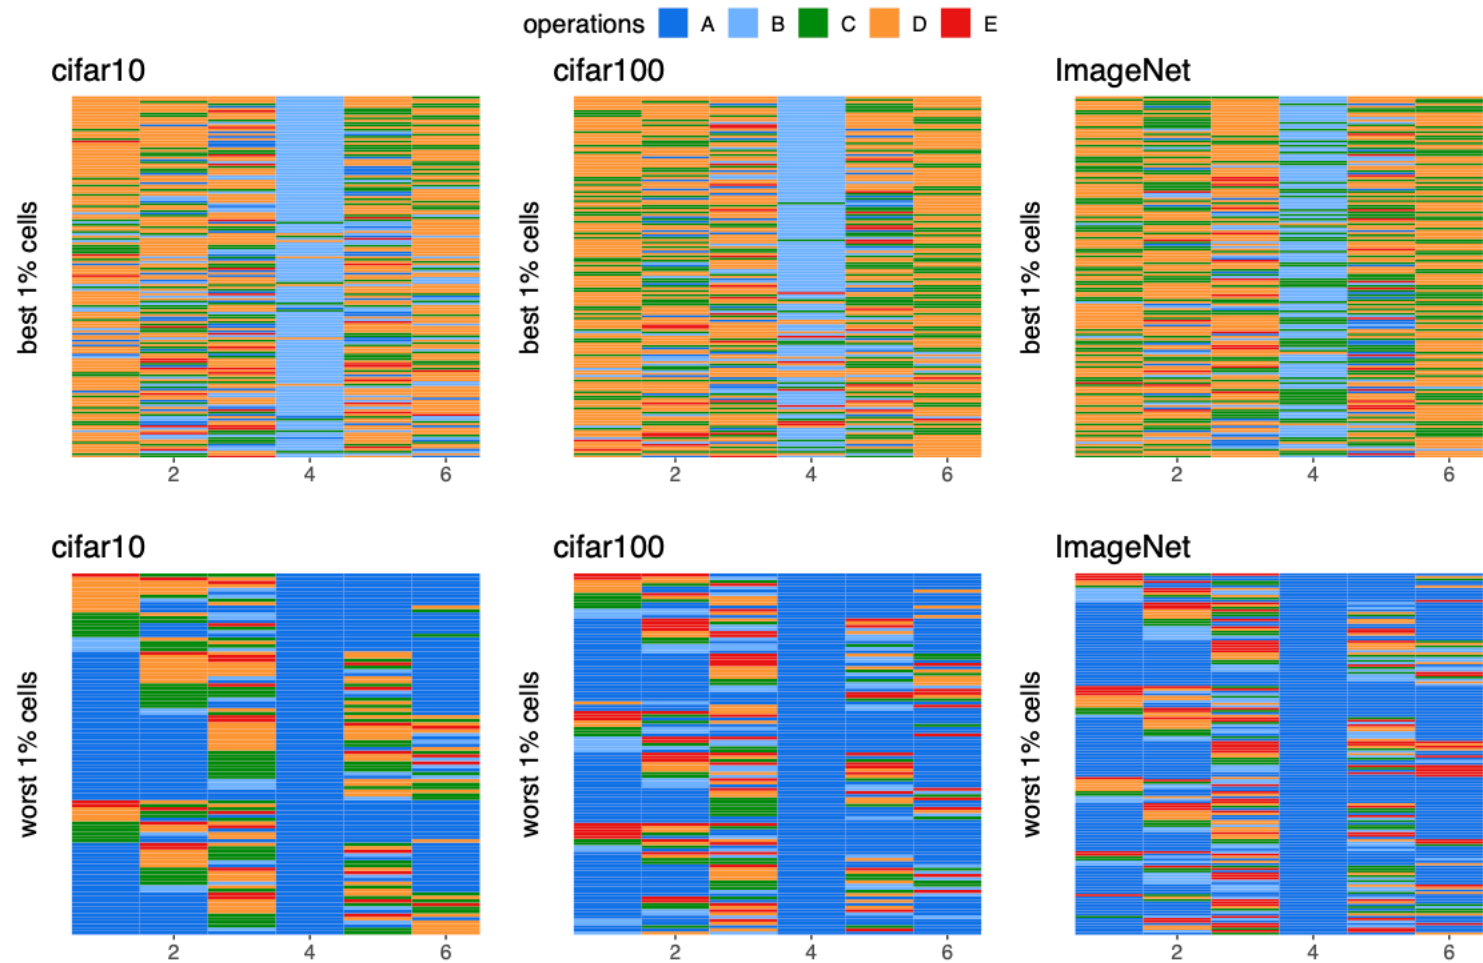 operations A B C D E
cifar10 cifar100 ImageNet
best 1% cells best 1% cells best 1% cells
2 4 6 2 4 6 2 4 6
cifar10 cifar100 ImageNet
worst 1% cells worst 1% cells worst 1% cells
2 4 6 2 4 6 2 4 6